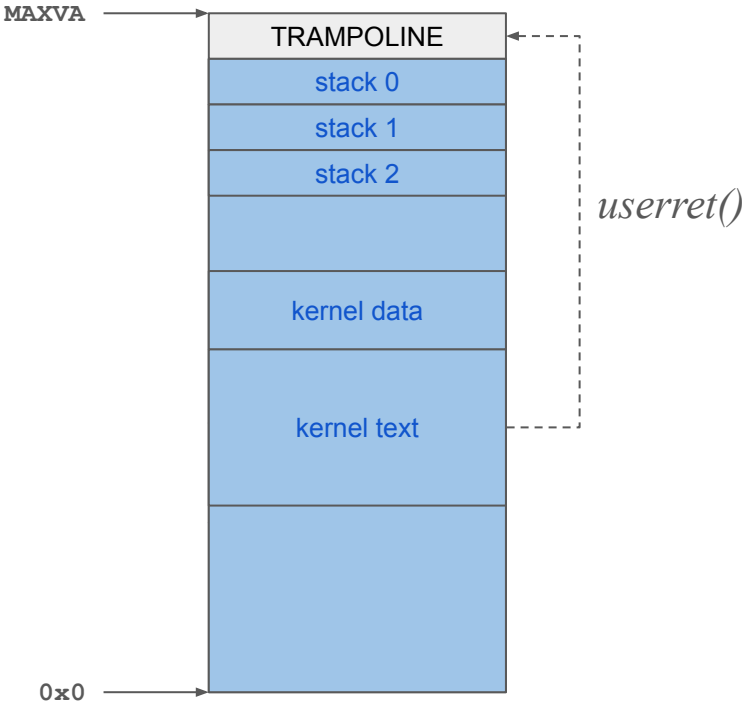 MAXVA
TRAMPOLINE
stack 0
stack 1
stack 2
userret()
kernel data
kernel text
0x0